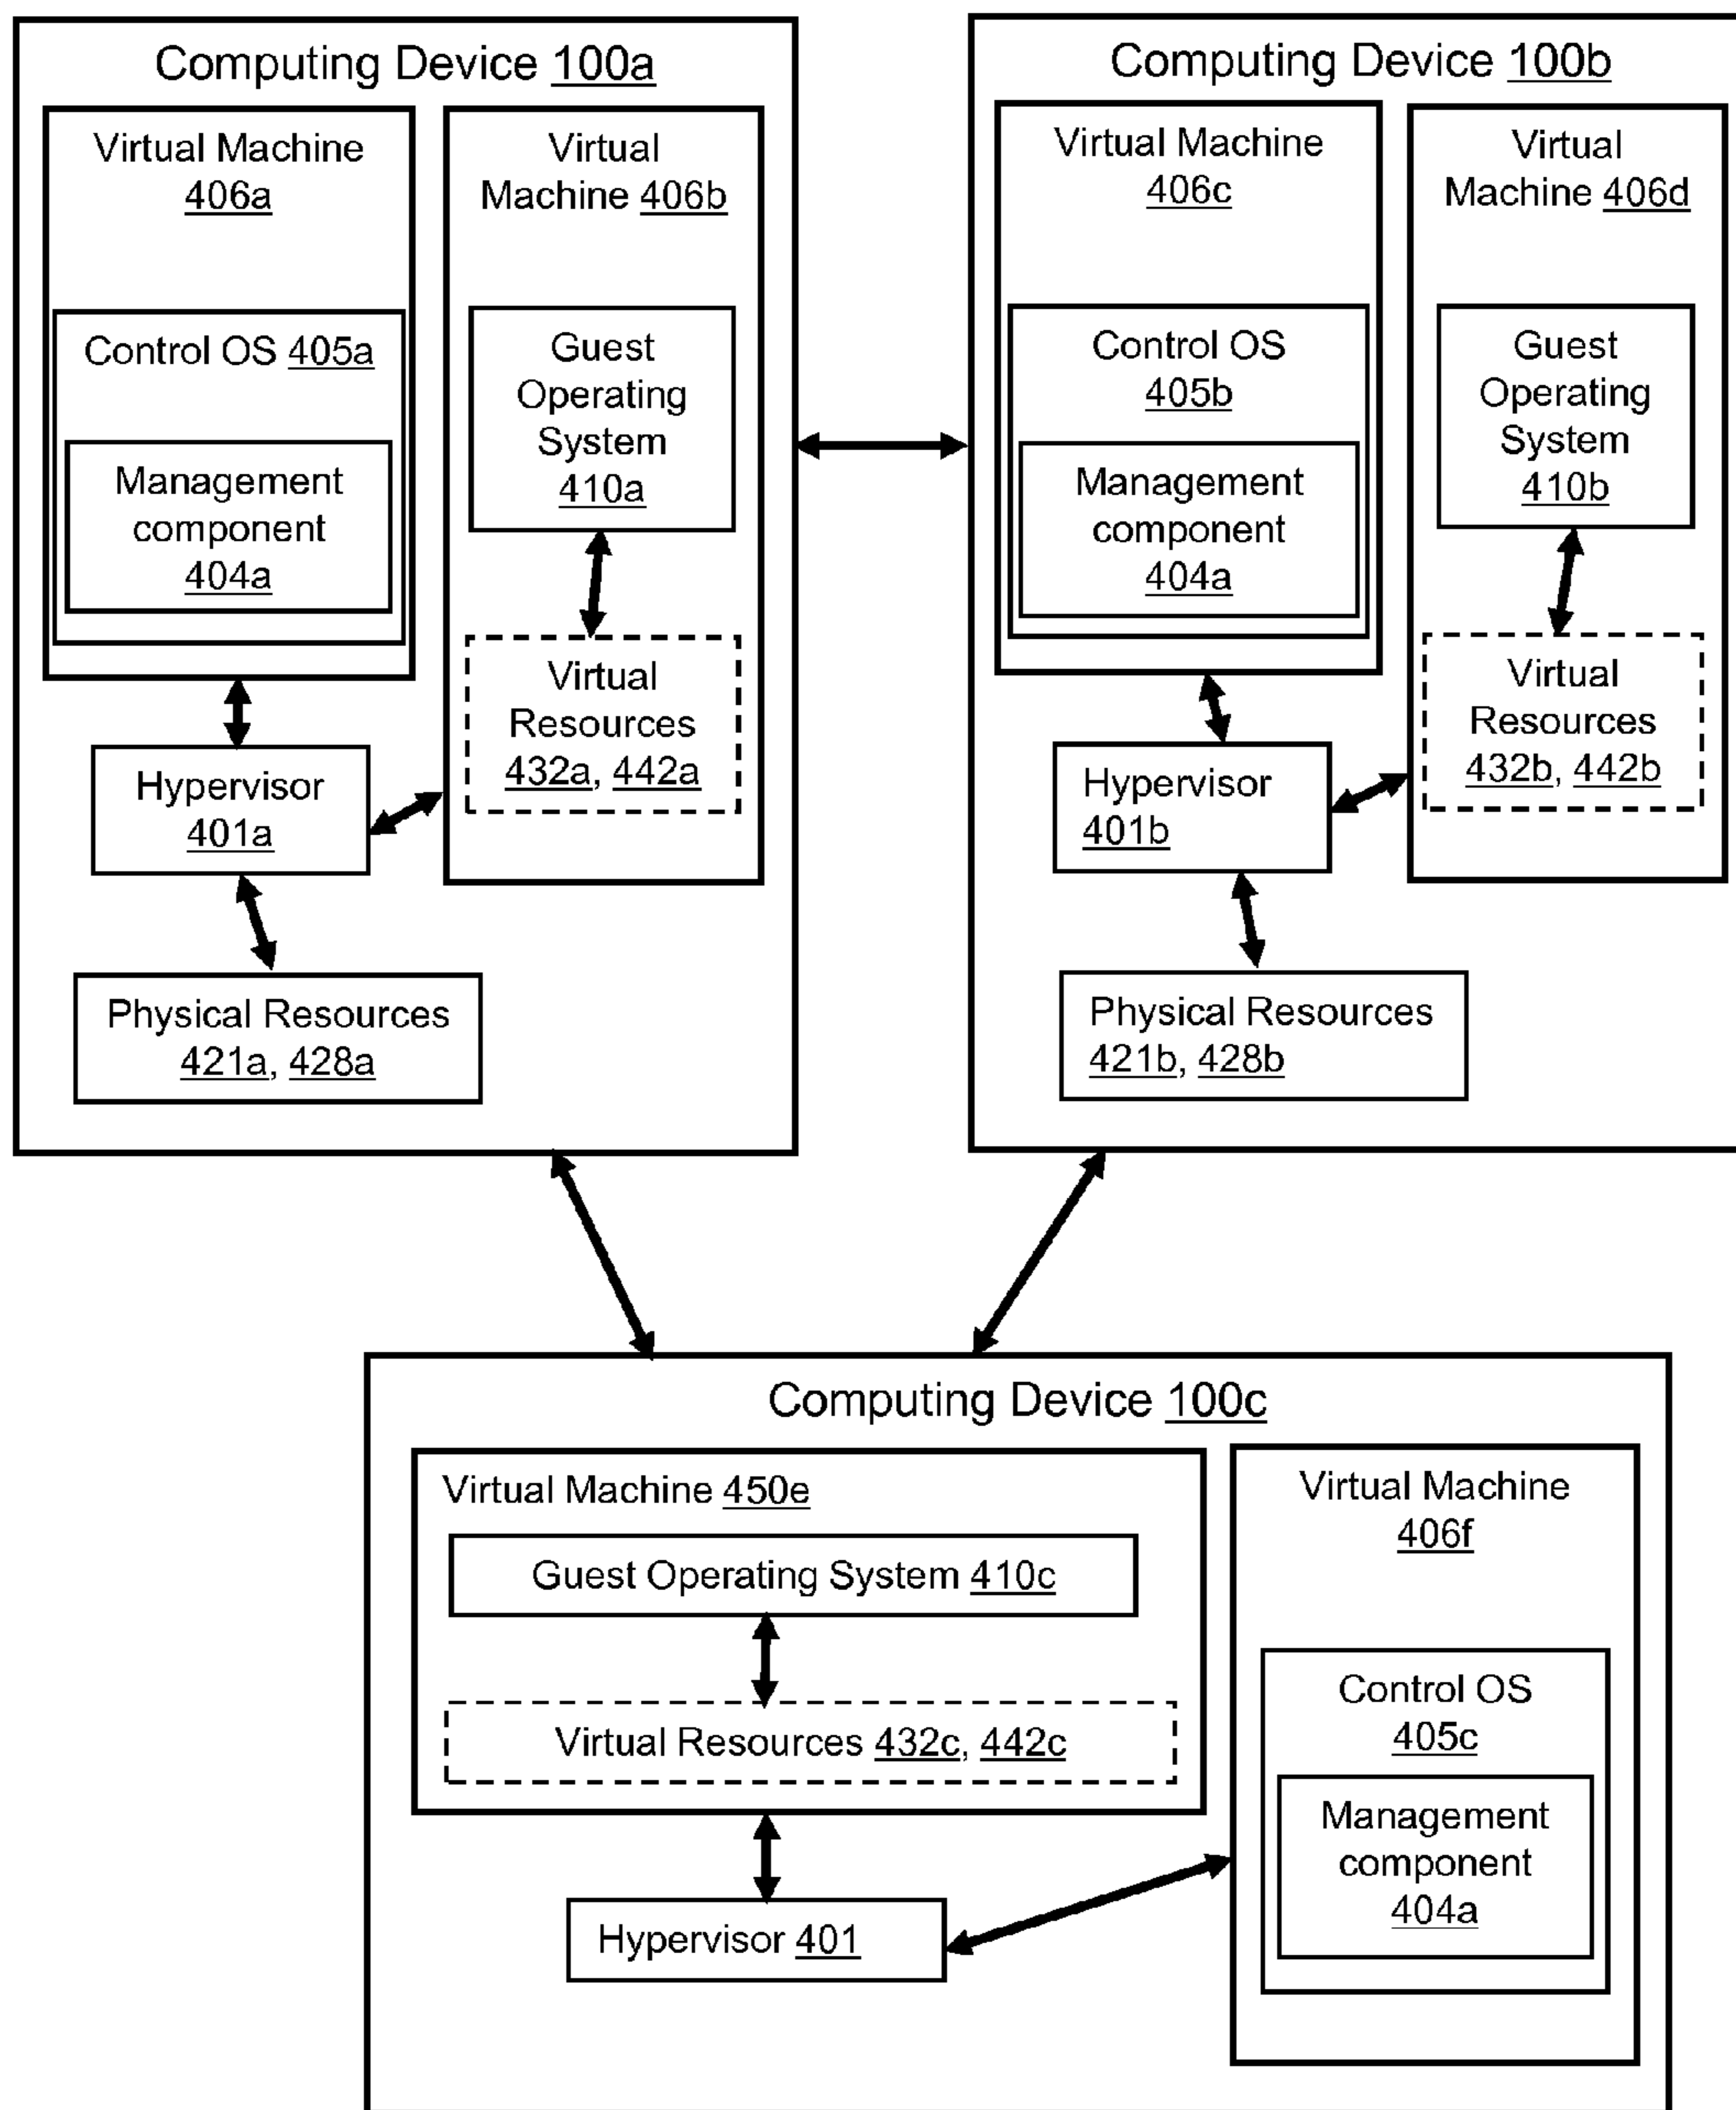 Computing Device 100a
Virtual Machine
406a
Control OS 405a
Management
component
404a
Virtual
Machine 406b
Guest
Operating
System
410a
Virtual
Resources
432a, 442a
Hypervisor
401a
Physical Resources
421a, 428a
Computing Device 100b
Virtual Machine
406c
Control OS
405b
Management
component
404a
Virtual
Machine 406d
Guest
Operating
System
410b
Virtual
Resources
432b, 442b
Hypervisor
401b
Physical Resources
421b, 428b
Computing Device 100c
Virtual Machine 450e
Guest Operating System 410c
Virtual Resources 432c, 442c
Hypervisor 401
Virtual Machine
406f
Control OS
405c
Management
component
404a